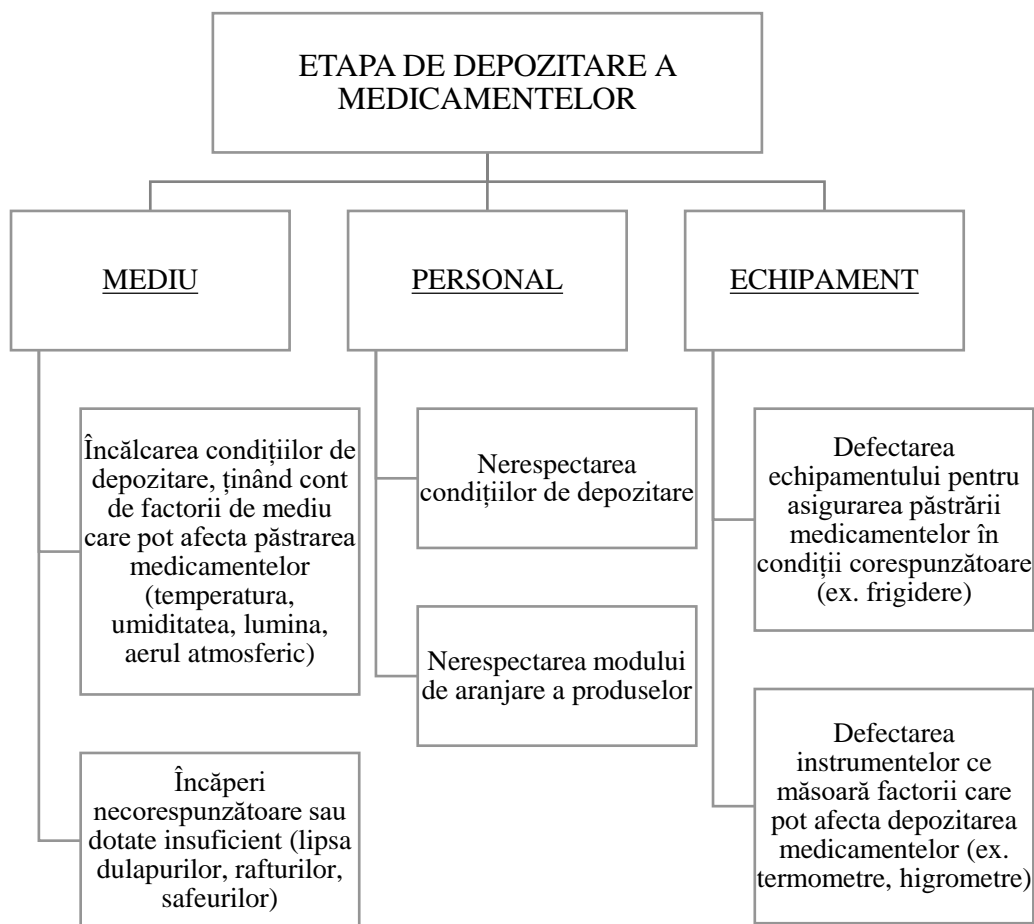 ETAPA DE DEPOZITARE A
MEDICAMENTELOR
MEDIU
Încălcarea condițiilor de
depozitare, ținând cont
de factorii de mediu
care pot afecta păstrarea
medicamentelor
(temperatura,
umiditatea, lumina,
aerul atmosferic)
Încăperi
necorespunzătoare sau
dotate insuficient (lipsa
dulapurilor, rafturilor,
safeurilor)
PERSONAL
Nerespectarea
condițiilor de depozitare
Nerespectarea modului
de aranjare a produselor
ECHIPAMENT
Defectarea
echipamentului pentru
asigurarea păstrării
medicamentelor în
condiții corespunzătoare
(ex. frigidere)
Defectarea
instrumentelor ce
măsoară factorii care
pot afecta depozitarea
medicamentelor (ex.
termometre, higrometre)